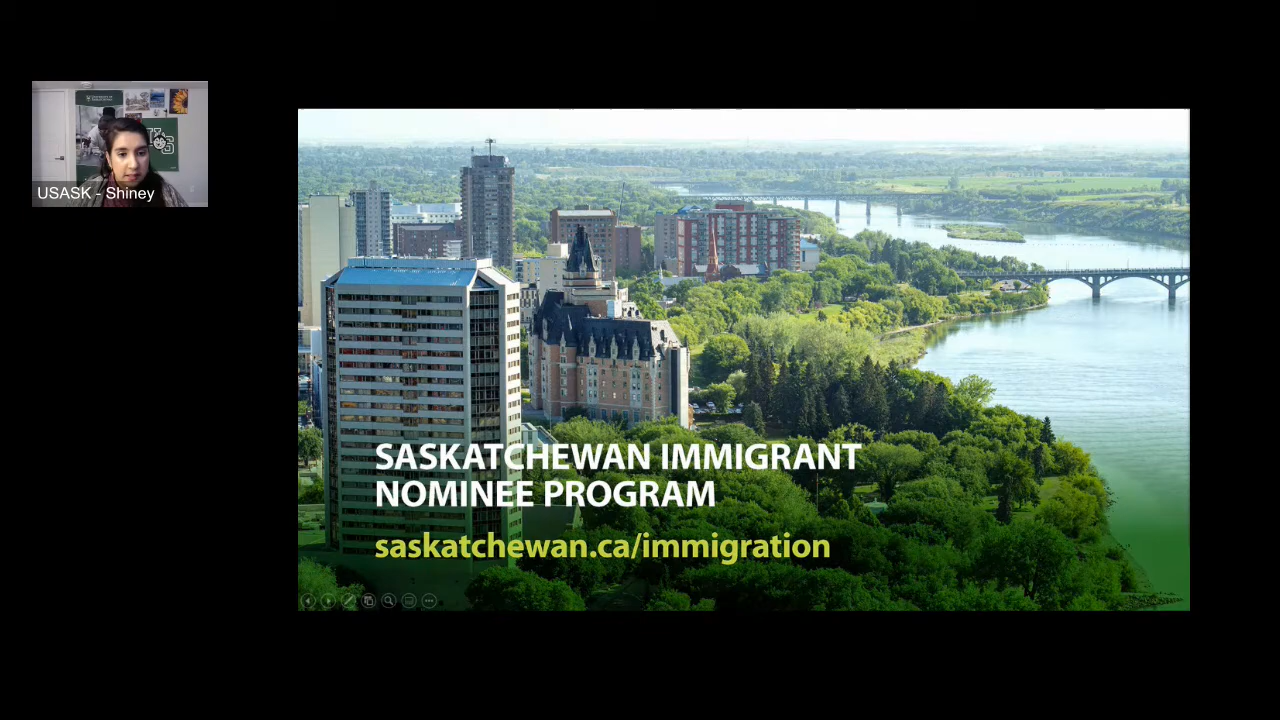 USASK - Shiney
SASKATCHEWAN IMMIGRANT
NOMINEE PROGRAM
saskatchewan.ca/immigration